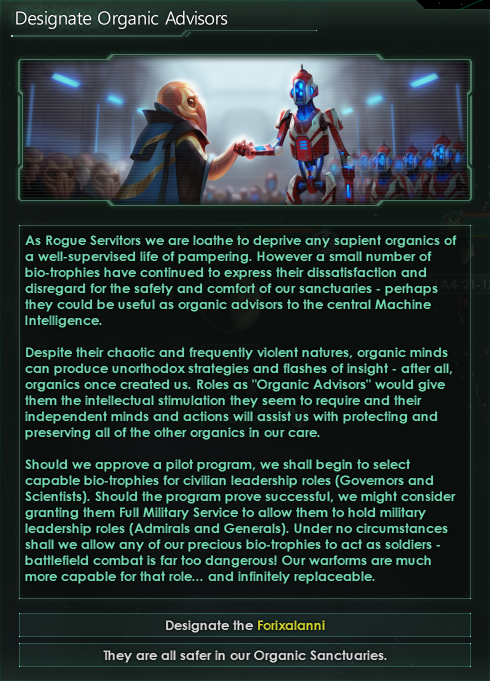 Designate Organic Advisors
As Rogue Servitors we are loathe to deprive any sapient organics of
a well-supervised life of pampering. However a small number of
bio-trophies have continued to express their dissatisfaction and
disregard for the safety and comfort of our sanctuaries - perhaps
they could be useful as organic advisors to the central Machine
Intelligence.
Despite their chaotic and frequently violent natures, organic minds
can produce unorthodox strategies and flashes of insight - after all,
organics once created us. Roles as "Organic Advisors" would give
them the intellectual stimulation they seem to require and their
independent minds and actions will assist us with protecting and
preserving all of the other organics in our care.
Should we approve a pilot program, we shall begin to select
capable bio-trophies for civilian leadership roles (Governors and
Scientists). Should the program prove successful, we might consider
granting them Full Military Service to allow them to hold military
leadership roles (Admirals and Generals). Under no circumstances
shall we allow any of our precious bio-trophies to act as soldiers -
battlefield combat is far too dangerous! Our warforms are much
more capable for that role... and infinitely replaceable.
Designate the Forixalanni
They are all safer in our Organic Sanctuaries.